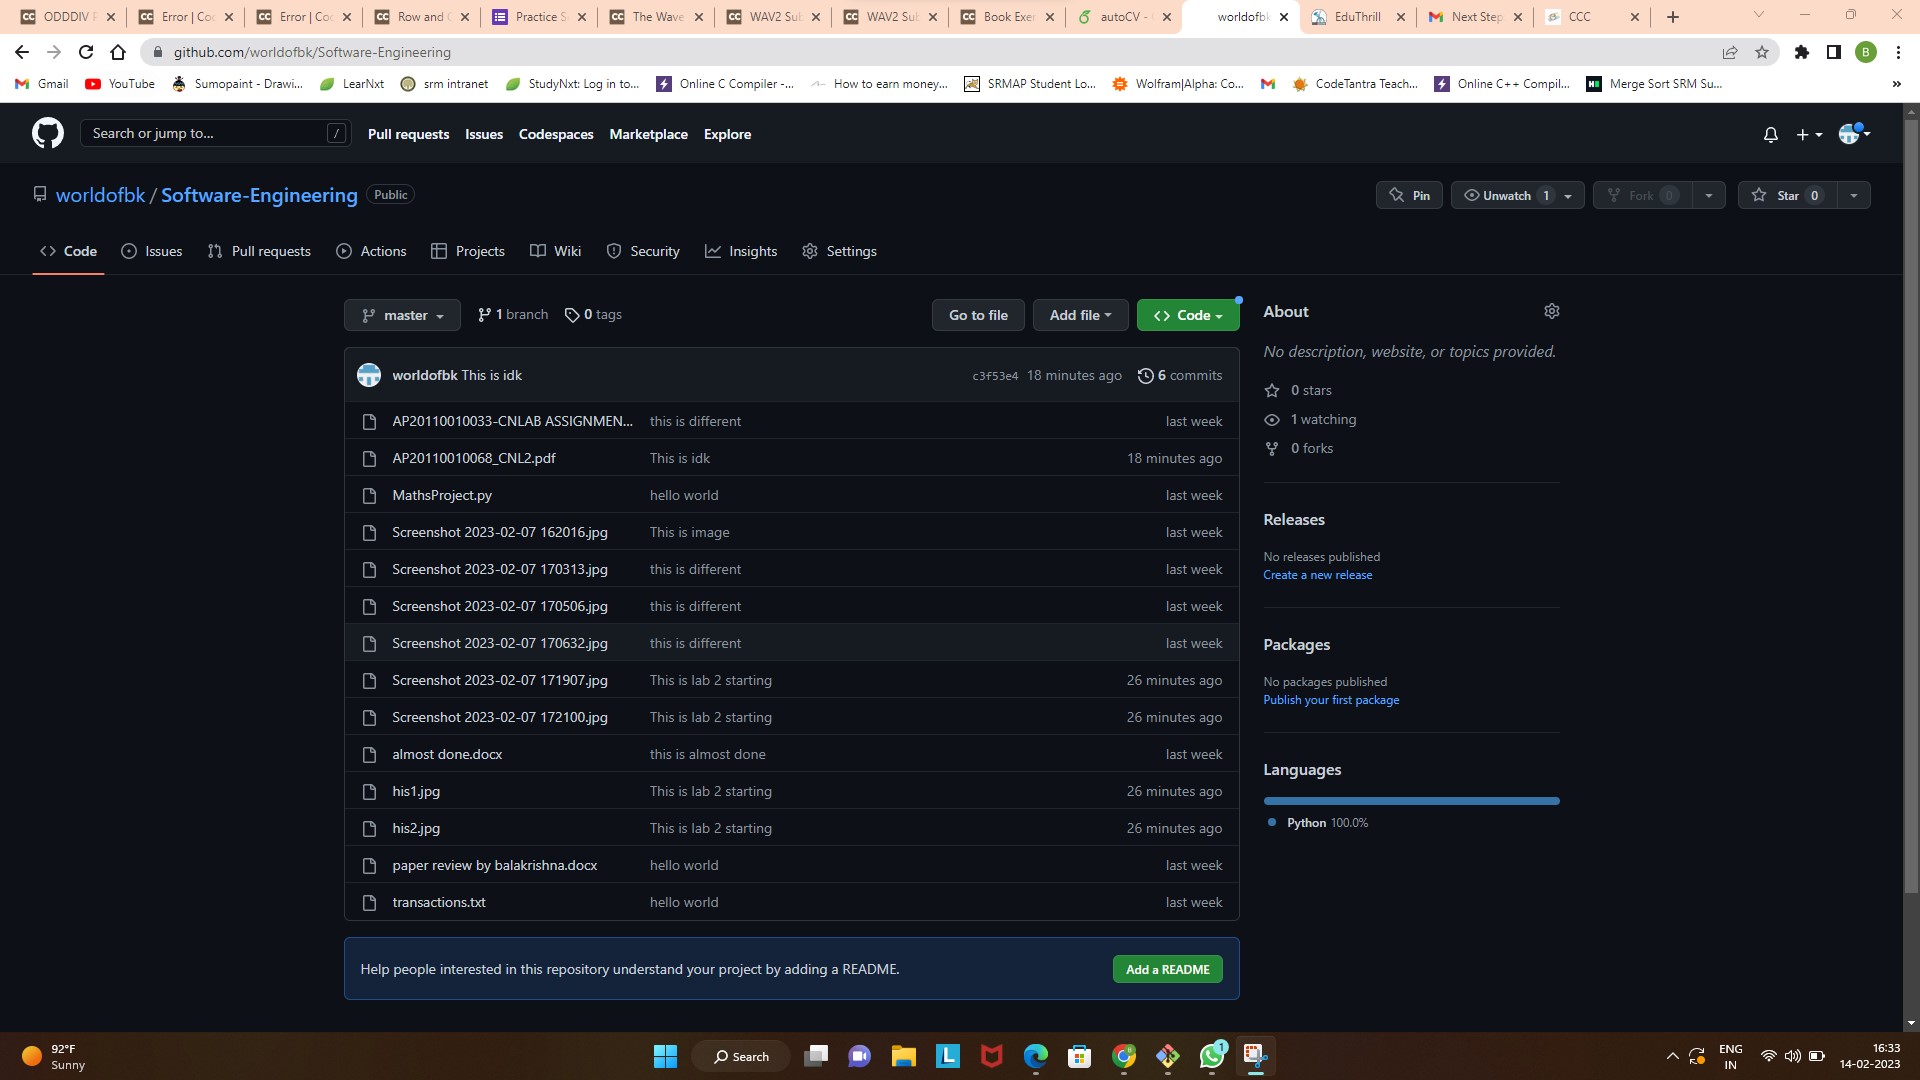 ODDDIV P
Error | Coc
Error | Coc
Row and C
Practice S
The Wave
WAV2 Sub
WAV2 Sub
Book Exer
autoCV -
worldofbk
EduThrill
Next Step
CCC
github.com/worldofbk/Software-Engineering
B
Gmail
YouTube
Sumopaint - Drawi...
LearNxt
srm intranet
StudyNxt: Log in to...
Online C Compiler -...
How to earn money...
SRMAP Student Lo...
Wolfram|Alpha: Co...
CodeTantra Teach...
Online C++ Compil...
Merge Sort SRM Su...
»
Search or jump to... /
Pull requests Issues Codespaces Marketplace Explore
worldofbk / Software-Engineering Public
Pin
Unwatch 1
Fork 0
Star 0
Code
Issues
Pull requests
Actions
Projects
Wiki
Security
Insights
Settings
master
1 branch
0 tags
Go to file
Add file
Code
worldofbk This is idk c3f53e4 18 minutes ago 6 commits
AP20110010033-CNLAB ASSIGNMEN... this is different last week
AP20110010068_CNL2.pdf This is idk 18 minutes ago
MathsProject.py hello world last week
Screenshot 2023-02-07 162016.jpg This is image last week
Screenshot 2023-02-07 170313.jpg this is different last week
Screenshot 2023-02-07 170506.jpg this is different last week
Screenshot 2023-02-07 170632.jpg this is different last week
Screenshot 2023-02-07 171907.jpg This is lab 2 starting 26 minutes ago
Screenshot 2023-02-07 172100.jpg This is lab 2 starting 26 minutes ago
almost done.docx this is almost done last week
his1.jpg This is lab 2 starting 26 minutes ago
his2.jpg This is lab 2 starting 26 minutes ago
paper review by balakrishna.docx hello world last week
transactions.txt hello world last week
Help people interested in this repository understand your project by adding a README. Add a README
About
No description, website, or topics provided.
0 stars
1 watching
0 forks
Releases
No releases published
Create a new release
Packages
No packages published
Publish your first package
Languages
Python 100.0%
92°F
Sunny
Search
1
ENG
IN
16:33
14-02-2023